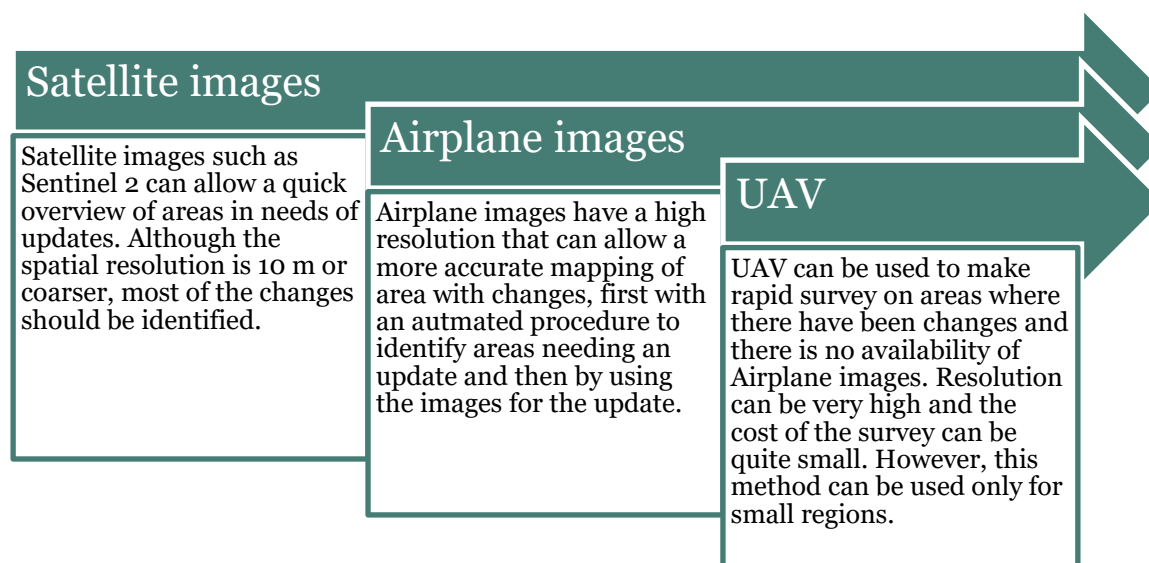 Satellite images
Satellite images such as
Sentinel 2 can allow a quick
overview of areas in needs of
updates. Although the
spatial resolution is 10 m or
coarser, most of the changes
should be identified.
Airplane images
Airplane images have a high
resolution that can allow a
more accurate mapping of
area with changes, first with
an autmated procedure to
identify areas needing an
update and then by using
the images for the update.
UAV
UAV can be used to make
rapid survey on areas where
there have been changes and
there is no availability of
Airplane images. Resolution
can be very high and the
cost of the survey can be
quite small. However, this
method can be used only for
small regions.